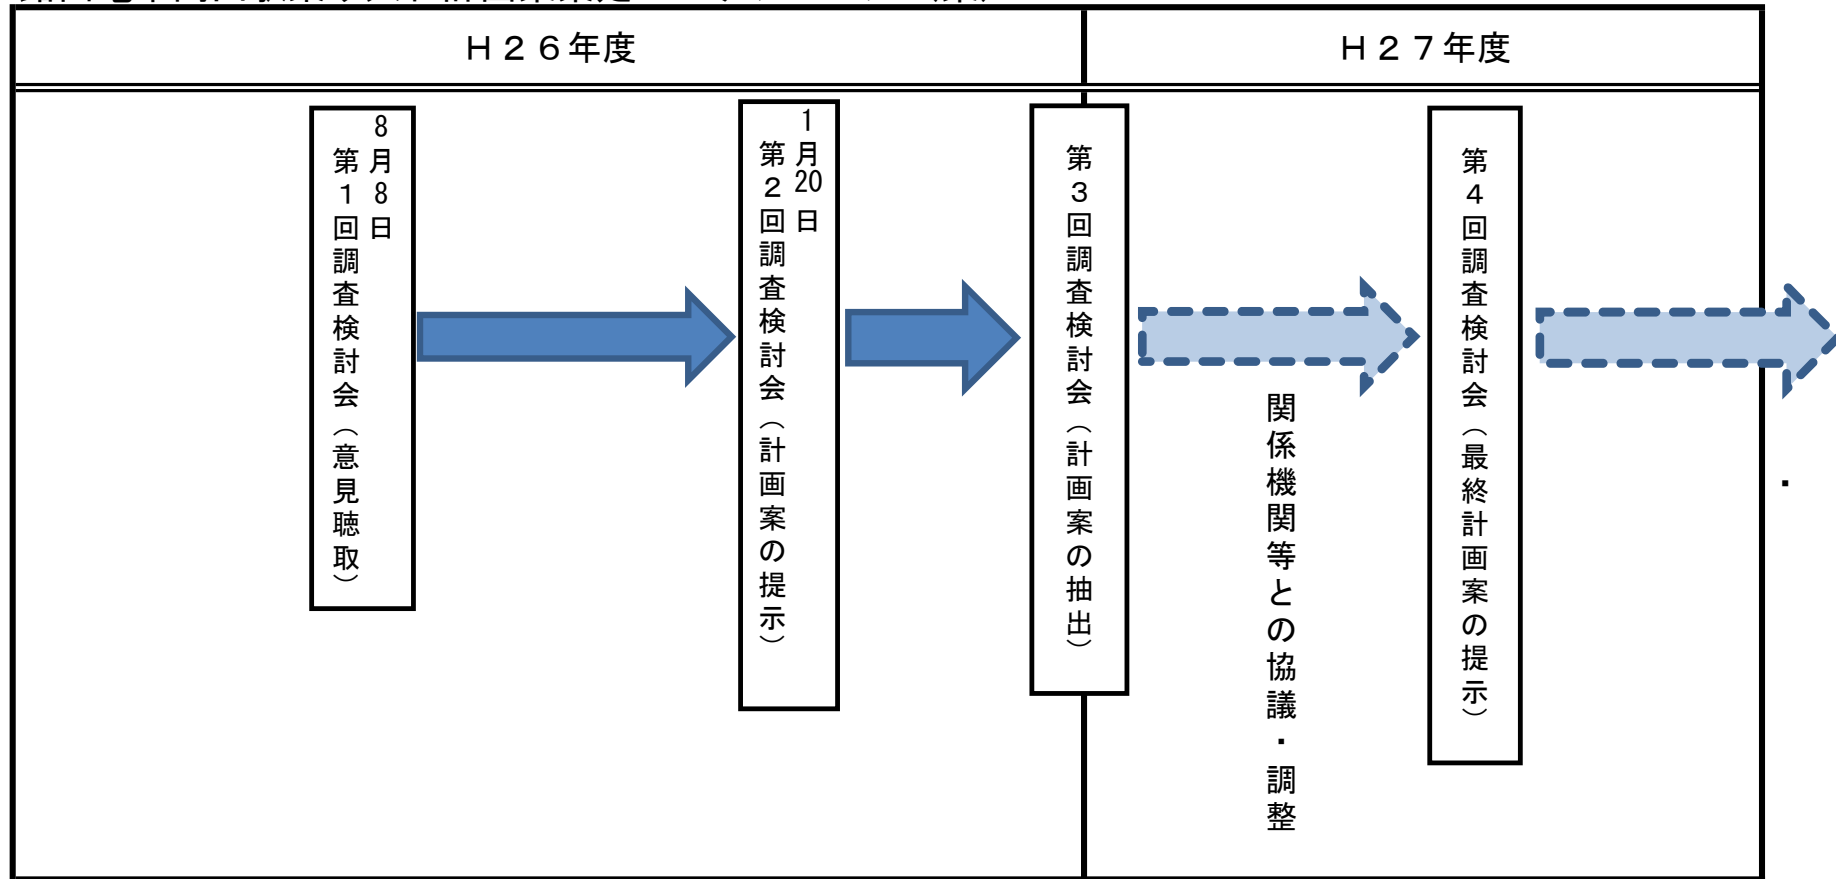 H26年度
H27年度
8月8日
第1回調査検討会（意見聴取）
1月20日
第2回調査検討会（計画案の提示）
第3回調査検討会（計画案の抽出）
関係機関等との協議・調整
第4回調査検討会（最終計画案の提示）